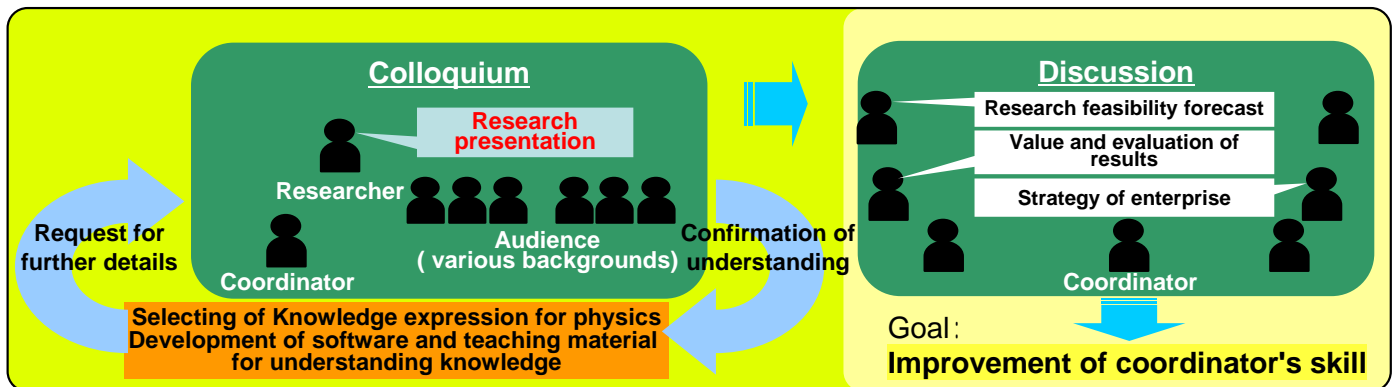 Colloquium
Research
presentation
Researcher
Audience
( various backgrounds)
Coordinator
Request for
further details
Confirmation of
understanding
Selecting of Knowledge expression for physics
Development of software and teaching material
for understanding knowledge
Discussion
Research feasibility forecast
Value and evaluation of
results
Strategy of enterprise
Coordinator
Goal:
Improvement of coordinator's skill